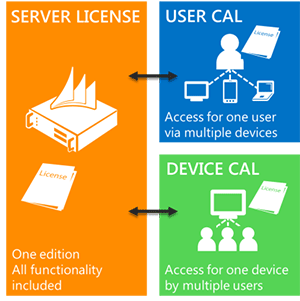 SERVER LICENSE
License
One edition
All functionality
included
USER CAL
License
Access for one user
via multiple devices
DEVICE CAL
License
Access for one device
by multiple users